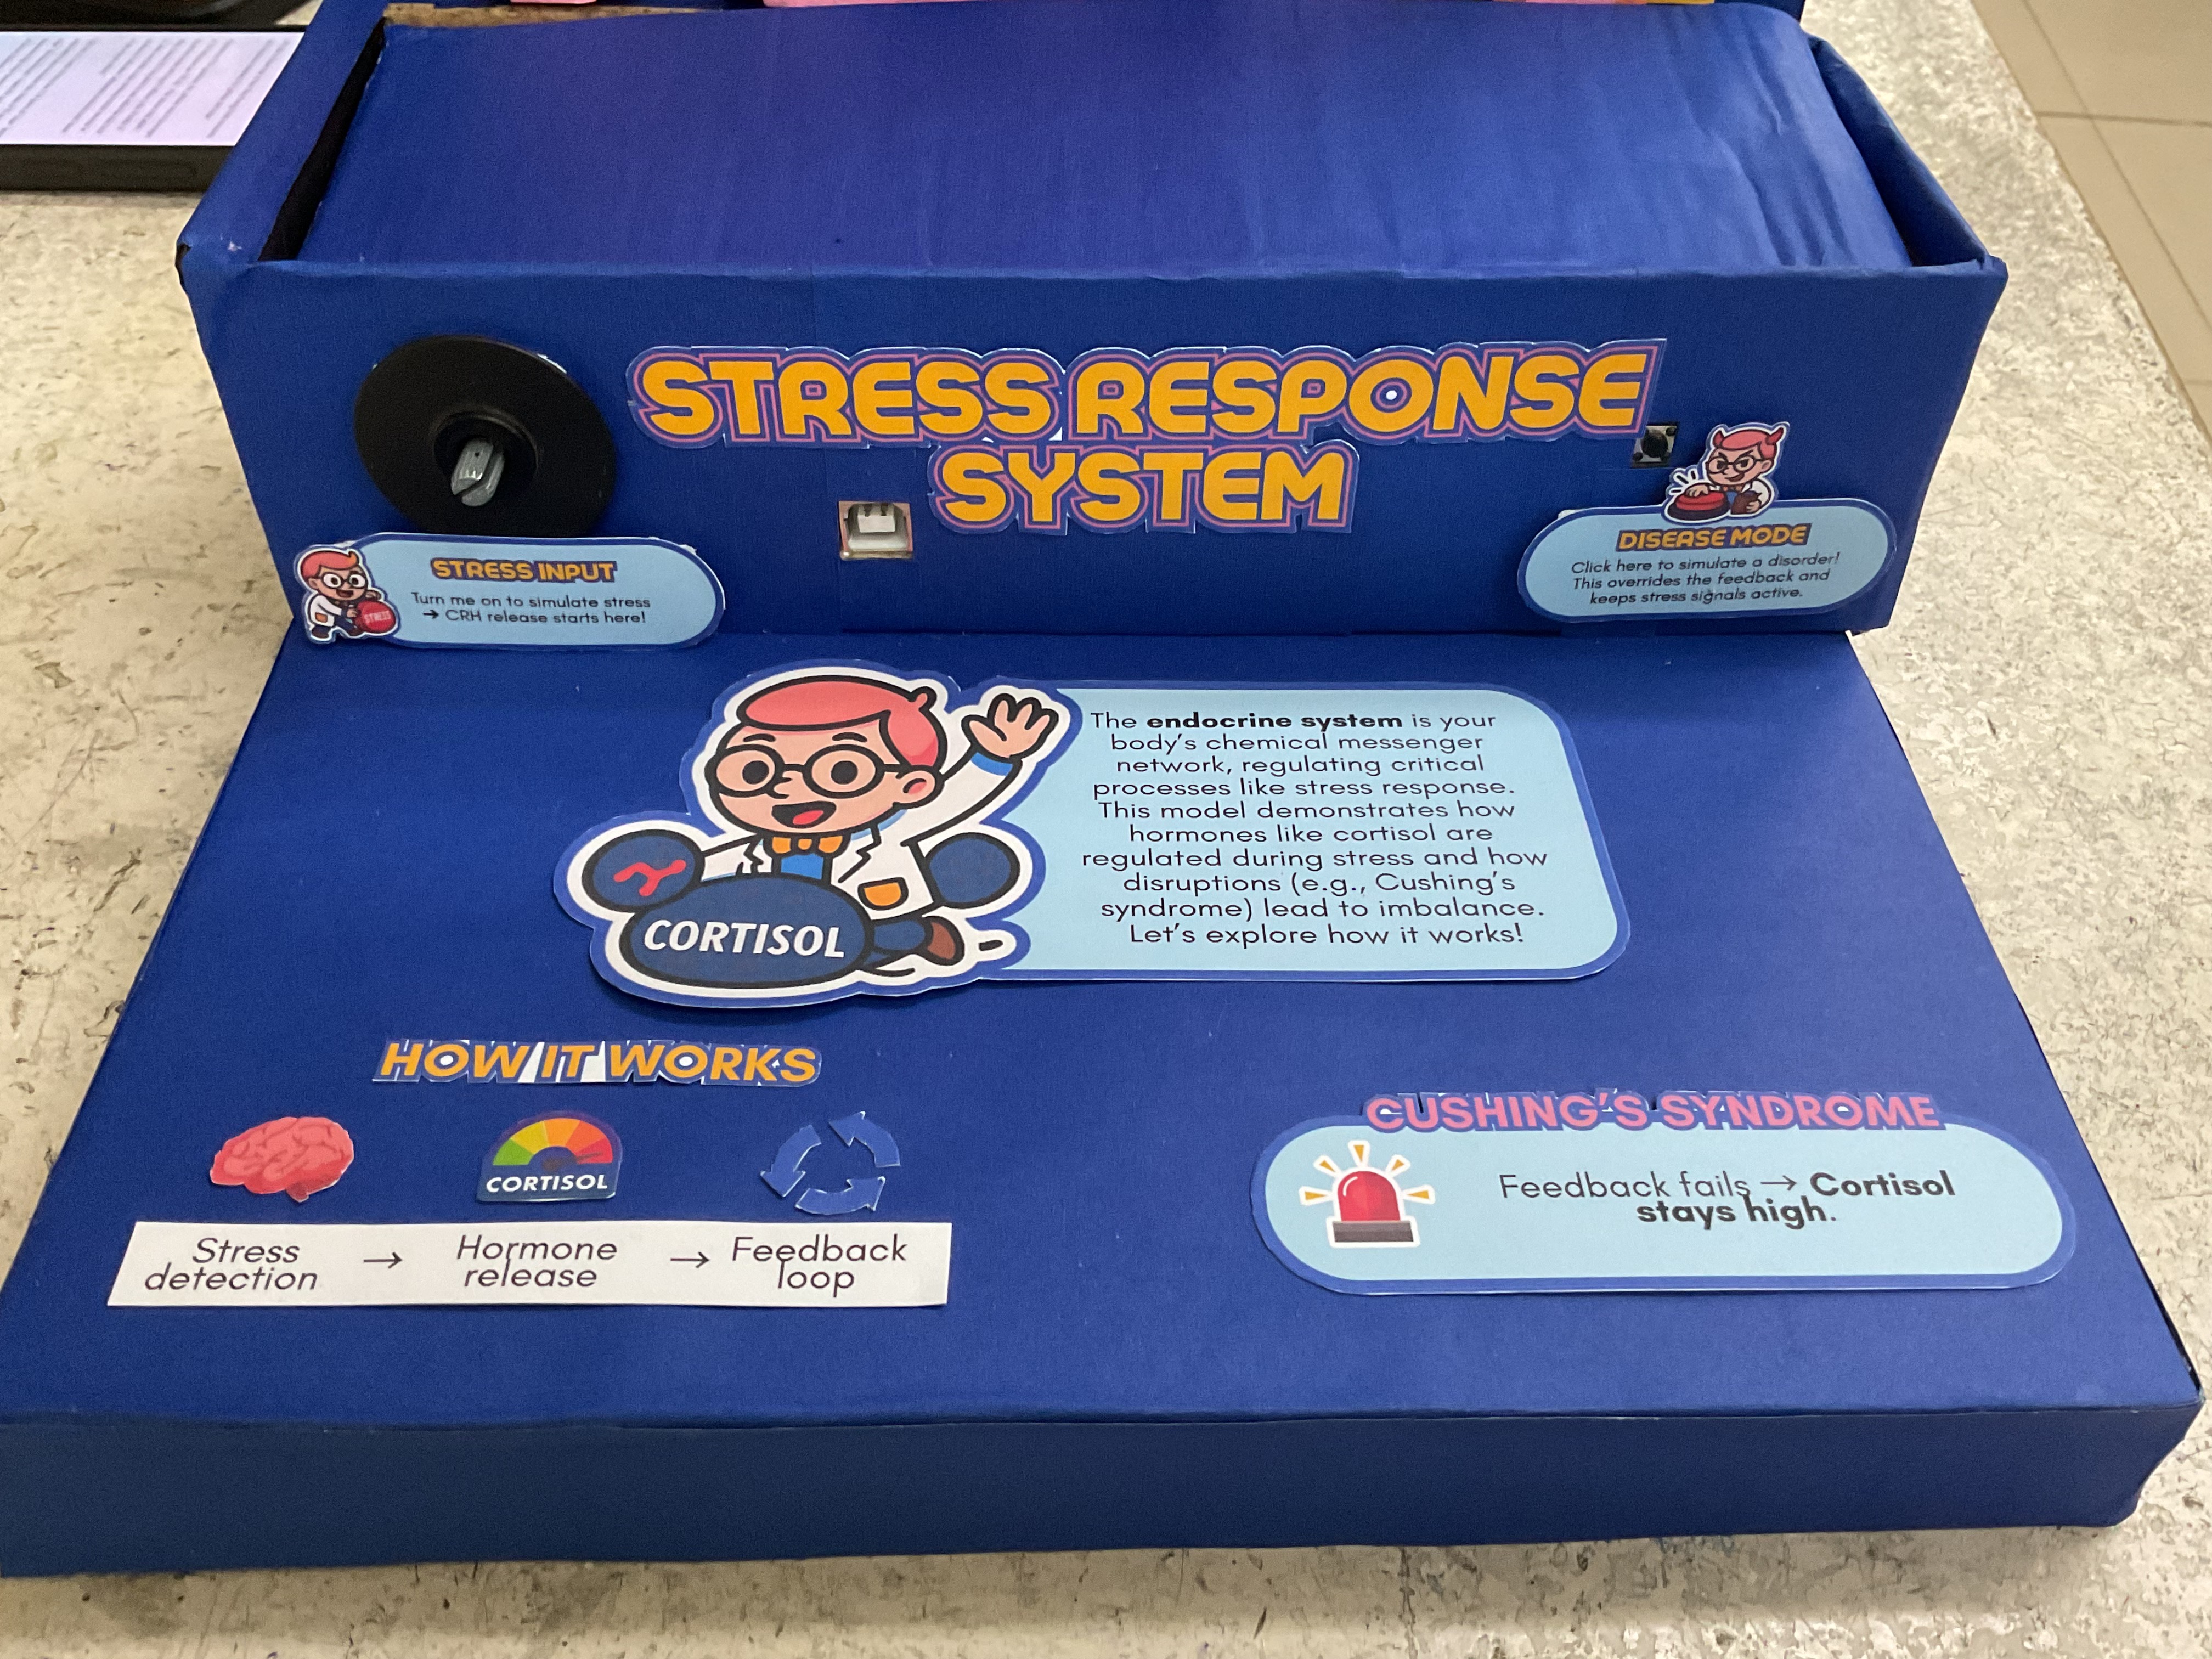 STRESS RESPONSE
SYSTEM
STRESS INPUT
Turn me on to simulate stress
→ CRH release starts here!
STRESS
DISEASE MODE
Click here to simulate a disorder!
This overrides the feedback and
keeps stress signals active.
The endocrine system is your
body's chemical messenger
network, regulating critical
processes like stress response.
This model demonstrates how
hormones like cortisol are
regulated during stress and how
disruptions (e.g., Cushing's
syndrome) lead to imbalance.
Let's explore how it works!
CORTISOL
HOW IT WORKS
CORTISOL
Stress
detection
→
Hormone
release
→
Feedback
loop
CUSHING'S SYNDROME
Feedback fails → Cortisol
stays high.